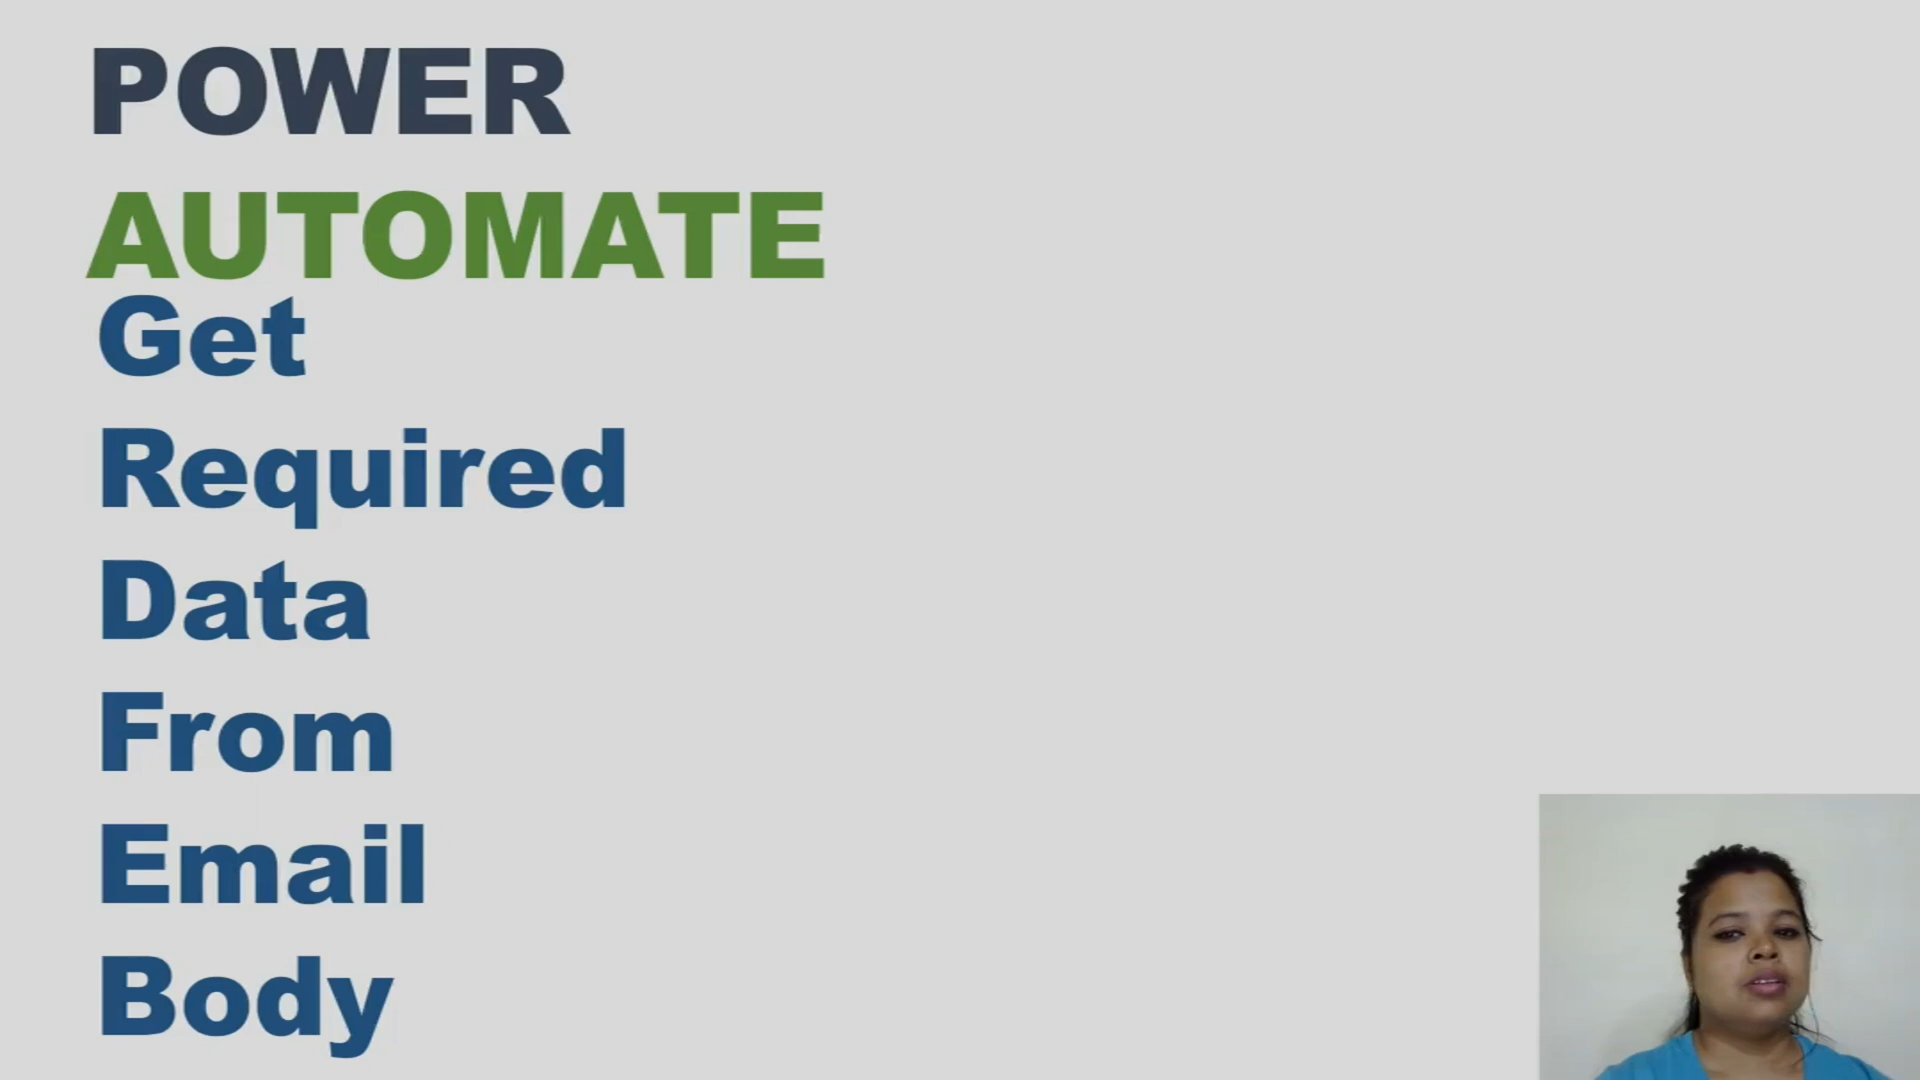 POWER
AUTOMATE
Get
Required
Data
From
Email
Body